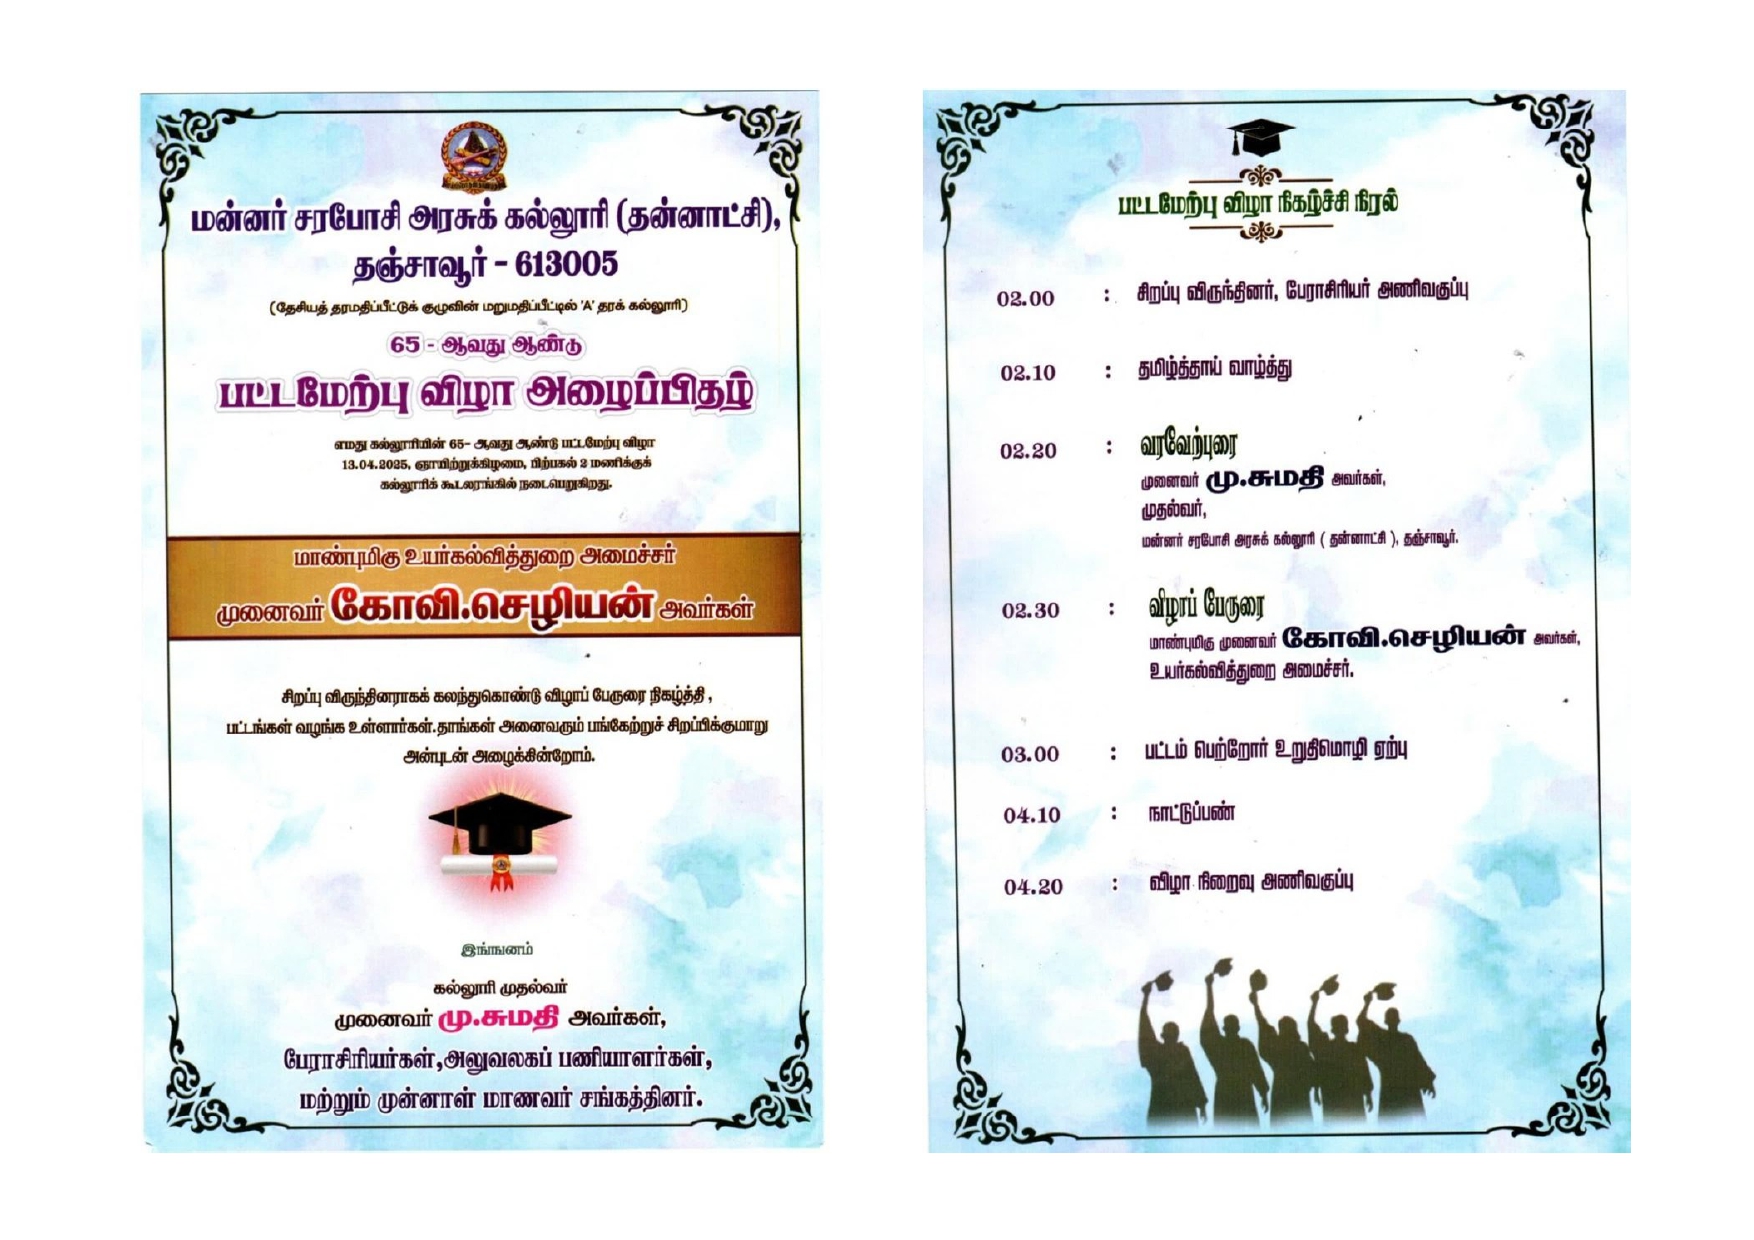 மன்னர் சரபோசி அரசுக் கல்லூரி (தன்னாட்சி),
தஞ்சாவூர் - 613005
(தேசியத் தரமதிப்பீட்டுக் குழுவின் மறுமதிப்பீட்டில் 'A' தரக் கல்லூரி)
65 - ஆவது ஆண்டு
பட்டமேற்பு விழா அழைப்பிதழ்
எமது கல்லூரியின் 65- ஆவது ஆண்டு பட்டமேற்பு விழா
13.04.2025, ஞாயிற்றுக்கிழமை, பிற்பகல் 2 மணிக்குக்
கல்லூரிக் கூடலரங்கில் நடைபெறுகிறது.
மாண்புமிகு உயர்கல்வித்துறை அமைச்சர்
முனைவர் கோவி.செழியன் அவர்கள்
சிறப்பு விருந்தினராகக் கலந்துகொண்டு விழாப் பேருரை நிகழ்த்தி ,
பட்டங்கள் வழங்க உள்ளார்கள்.தாங்கள் அனைவரும் பங்கேற்றுச் சிறப்பிக்குமாறு
அன்புடன் அழைக்கின்றோம்.
இங்ஙனம்
கல்லூரி முதல்வர்
முனைவர் மு.சுமதி அவர்கள்,
பேராசிரியர்கள்,அலுவலகப் பணியாளர்கள்,
மற்றும் முன்னாள் மாணவர் சங்கத்தினர்.
பட்டமேற்பு விழா நிகழ்ச்சி நிரல்
02.00 : சிறப்பு விருந்தினர், பேராசிரியர் அணிவகுப்பு
02.10 : தமிழ்த்தாய் வாழ்த்து
02.20 : வரவேற்புரை
முனைவர் மு.சுமதி அவர்கள்,
முதல்வர்,
மன்னர் சரபோசி அரசுக் கல்லூரி ( தன்னாட்சி ), தஞ்சாவூர்.
02.30 : விழாப் பேருரை
மாண்புமிகு முனைவர் கோவி.செழியன் அவர்கள்,
உயர்கல்வித்துறை அமைச்சர்.
03.00 : பட்டம் பெற்றோர் உறுதிமொழி ஏற்பு
04.10 : நாட்டுப்பண்
04.20 : விழா நிறைவு அணிவகுப்பு